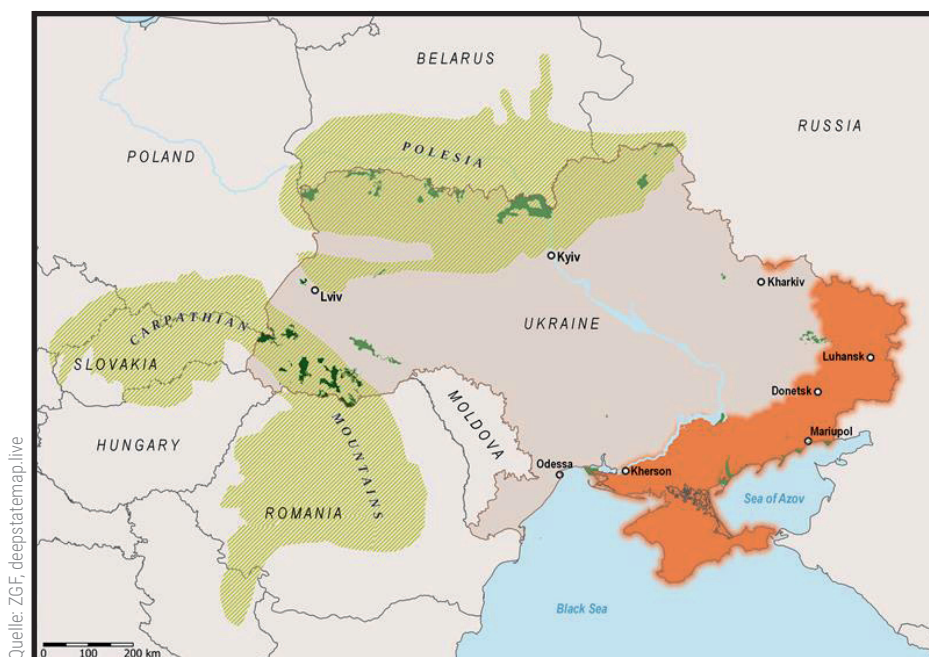 BELARUS
RUSSIA
POLAND
POLESIA
Kyiv
Kharkiv
Lviv
UKRAINE
CARPATHIAN
SLOVAKIA
Luhansk
Donetsk
MOLDOVA
Mariupol
HUNGARY
MOUNTAINS
Odessa
Kherson
Sea of Azov
ROMANIA
Black Sea
0 100 200 km
Quelle: ZGF, deepstatemap.live